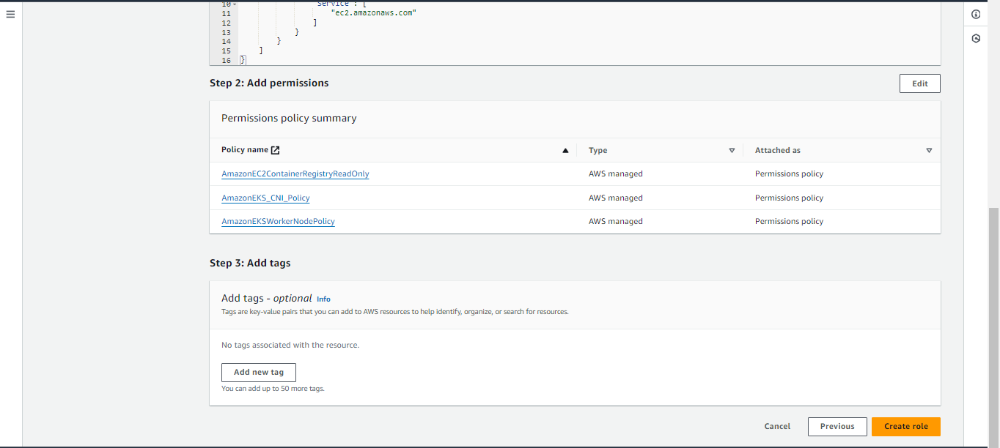 10
"Service": [
11 "ec2.amazonaws.com"
12 ]
13 }
14 }
15 ]
16 }
Step 2: Add permissions
Edit
Permissions policy summary
Policy name Type Attached as
AmazonEC2ContainerRegistryReadOnly AWS managed Permissions policy
AmazonEKS_CNI_Policy AWS managed Permissions policy
AmazonEKSWorkerNodePolicy AWS managed Permissions policy
Step 3: Add tags
Add tags - optional Info
Tags are key-value pairs that you can add to AWS resources to help identify, organize, or search for resources.
No tags associated with the resource.
Add new tag
You can add up to 50 more tags.
Cancel Previous Create role